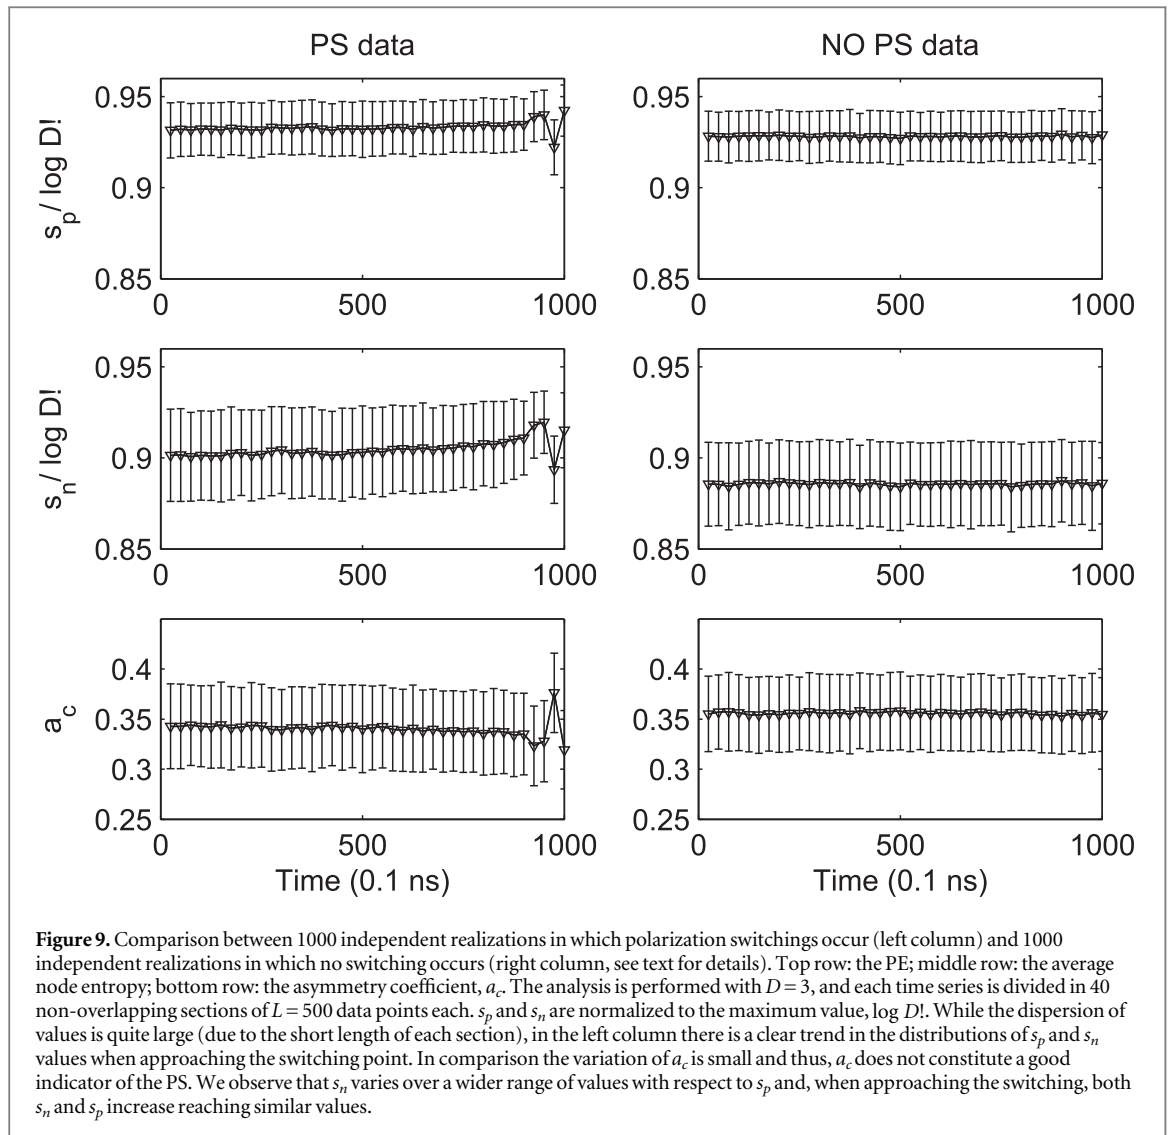 PS data NO PS data
0.95 0.95
s_p/ log D! 0.9 0.9
0.85 0.85
0 500 1000 0 500 1000
0.95 0.95
s_n/ log D! 0.9 0.9
0.85 0.85
0 500 1000 0 500 1000
0.4 0.4
a_c 0.35 0.35
0.3 0.3
0.25 0.25
0 500 1000 0 500 1000
Time (0.1 ns) Time (0.1 ns)
Figure 9. Comparison between 1000 independent realizations in which polarization switchings occur (left column) and 1000
independent realizations in which no switching occurs (right column, see text for details). Top row: the PE; middle row: the average
node entropy; bottom row: the asymmetry coefficient, a_c. The analysis is performed with D = 3, and each time series is divided in 40
non-overlapping sections of L = 500 data points each. s_p and s_n are normalized to the maximum value, log D!. While the dispersion of
values is quite large (due to the short length of each section), in the left column there is a clear trend in the distributions of s_p and s_n
values when approaching the switching point. In comparison the variation of a_c is small and thus, a_c does not constitute a good
indicator of the PS. We observe that s_n varies over a wider range of values with respect to s_p and, when approaching the switching, both
s_n and s_p increase reaching similar values.